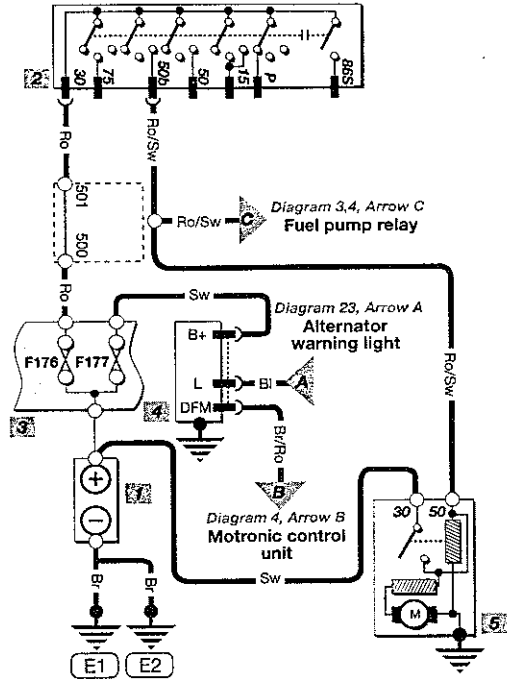 2
30
75
50b
50
15
P
86S
Ro
Ro/Sw
501
500
Ro/Sw
C
Diagram 3,4, Arrow C
Fuel pump relay
Ro
Sw
Diagram 23, Arrow A
Alternator
warning light
B+
F176
F177
L
Bl
A
4
DFM
3
Br/Ro
Ro/Sw
B
1
+
−
Diagram 4, Arrow B
Motronic control
unit
30
50
Sw
Br
Br
M
5
E1
E2